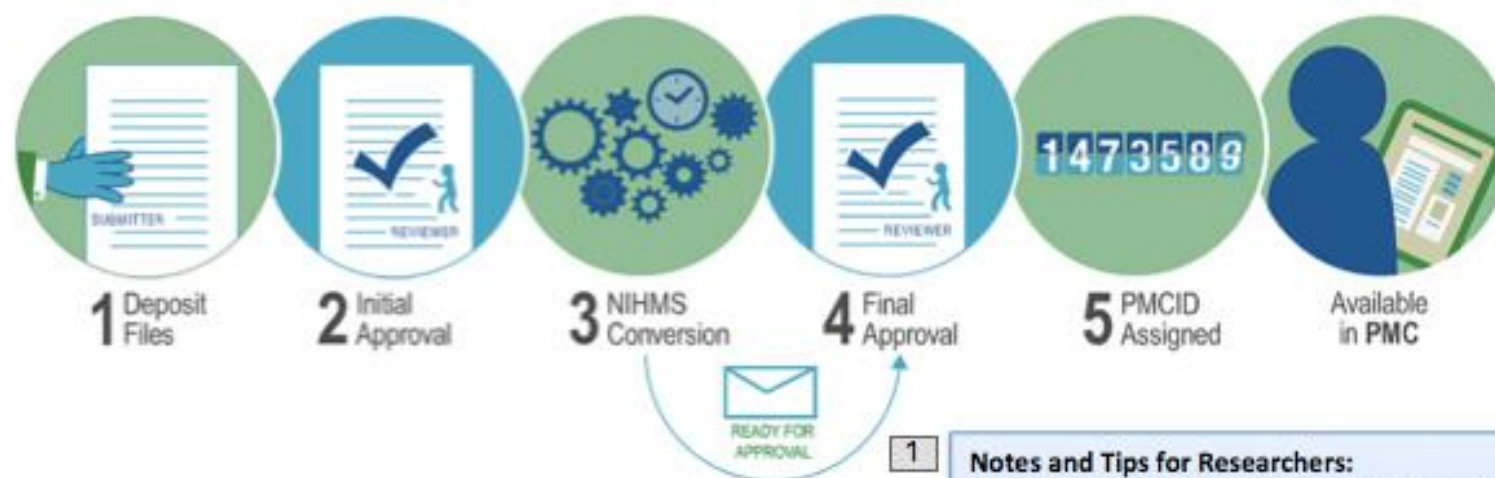 SUBMITTER
REVIEWER
REVIEWER
1473589
1 Deposit Files
2 Initial Approval
3 NIHMS Conversion
4 Final Approval
5 PMCID Assigned
Available in PMC
READY FOR
APPROVAL
1
Notes and Tips for Researchers: